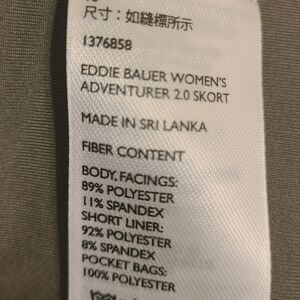 尺寸：如縫標所示
1376858
EDDIE BAUER WOMEN'S
ADVENTURER 2.0 SKORT
MADE IN SRI LANKA
FIBER CONTENT
BODY, FACINGS:
89% POLYESTER
11% SPANDEX
SHORT LINER:
92% POLYESTER
8% SPANDEX
POCKET BAGS:
100% POLYESTER